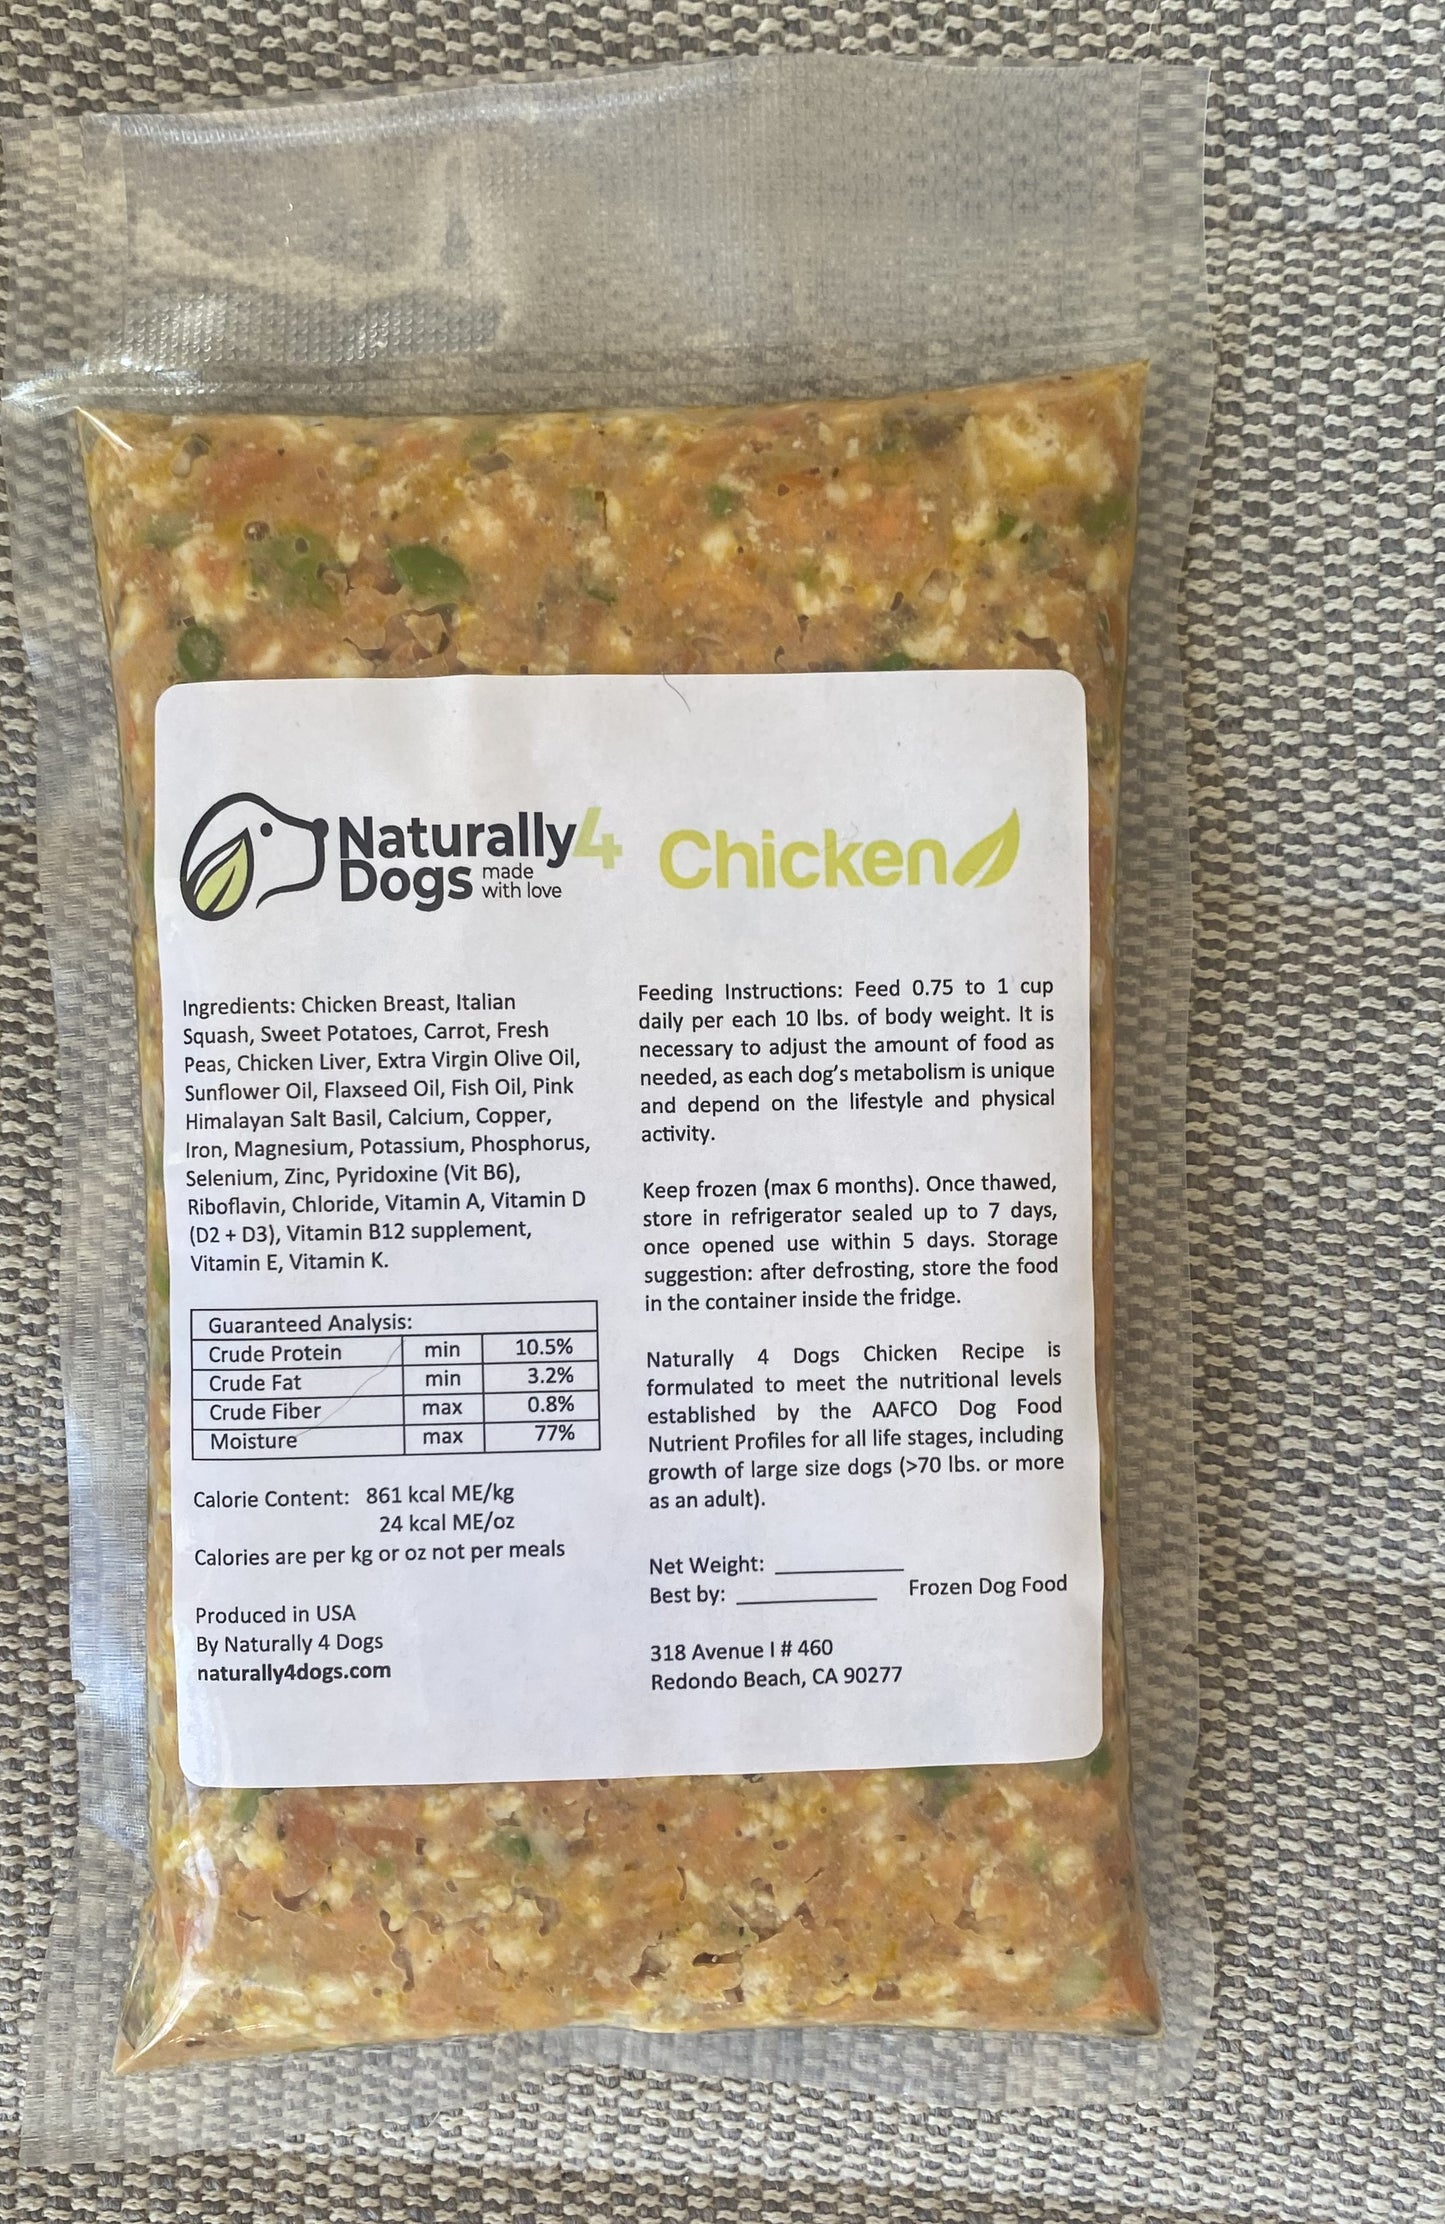 Naturally4
Dogs made
with love
Chicken
Ingredients: Chicken Breast, Italian
Squash, Sweet Potatoes, Carrot, Fresh
Peas, Chicken Liver, Extra Virgin Olive Oil,
Sunflower Oil, Flaxseed Oil, Fish Oil, Pink
Himalayan Salt Basil, Calcium, Copper,
Iron, Magnesium, Potassium, Phosphorus,
Selenium, Zinc, Pyridoxine (Vit B6),
Riboflavin, Chloride, Vitamin A, Vitamin D
(D2 + D3), Vitamin B12 supplement,
Vitamin E, Vitamin K.
Guaranteed Analysis:
Crude Protein min 10.5%
Crude Fat min 3.2%
Crude Fiber max 0.8%
Moisture max 77%
Calorie Content: 861 kcal ME/kg
24 kcal ME/oz
Calories are per kg or oz not per meals
Produced in USA
By Naturally 4 Dogs
naturally4dogs.com
Feeding Instructions: Feed 0.75 to 1 cup
daily per each 10 lbs. of body weight. It is
necessary to adjust the amount of food as
needed, as each dog's metabolism is unique
and depend on the lifestyle and physical
activity.
Keep frozen (max 6 months). Once thawed,
store in refrigerator sealed up to 7 days,
once opened use within 5 days. Storage
suggestion: after defrosting, store the food
in the container inside the fridge.
Naturally 4 Dogs Chicken Recipe is
formulated to meet the nutritional levels
established by the AAFCO Dog Food
Nutrient Profiles for all life stages, including
growth of large size dogs (>70 lbs. or more
as an adult).
Net Weight: ___________
Best by: ____________ Frozen Dog Food
318 Avenue I # 460
Redondo Beach, CA 90277